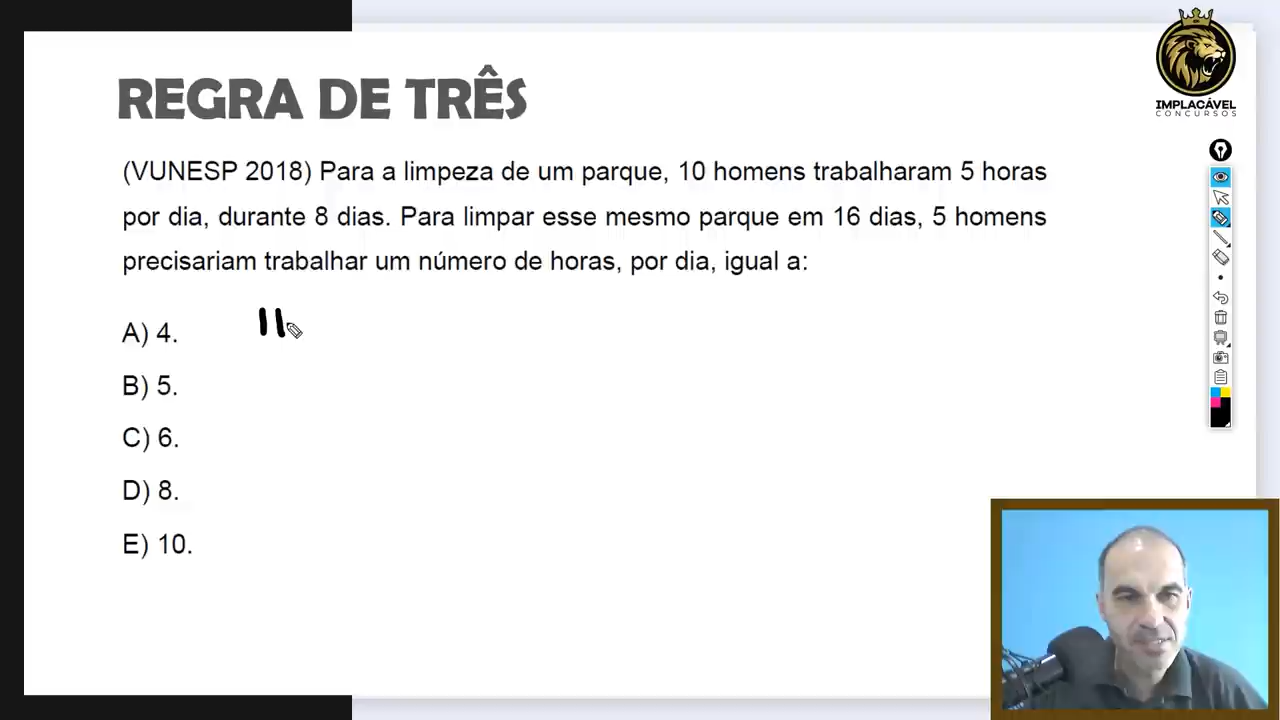 IMPLACÁVEL
CONCURSOS
REGRA DE TRÊS
(VUNESP 2018) Para a limpeza de um parque, 10 homens trabalharam 5 horas
por dia, durante 8 dias. Para limpar esse mesmo parque em 16 dias, 5 homens
precisariam trabalhar um número de horas, por dia, igual a:
A) 4.
B) 5.
C) 6.
D) 8.
E) 10.